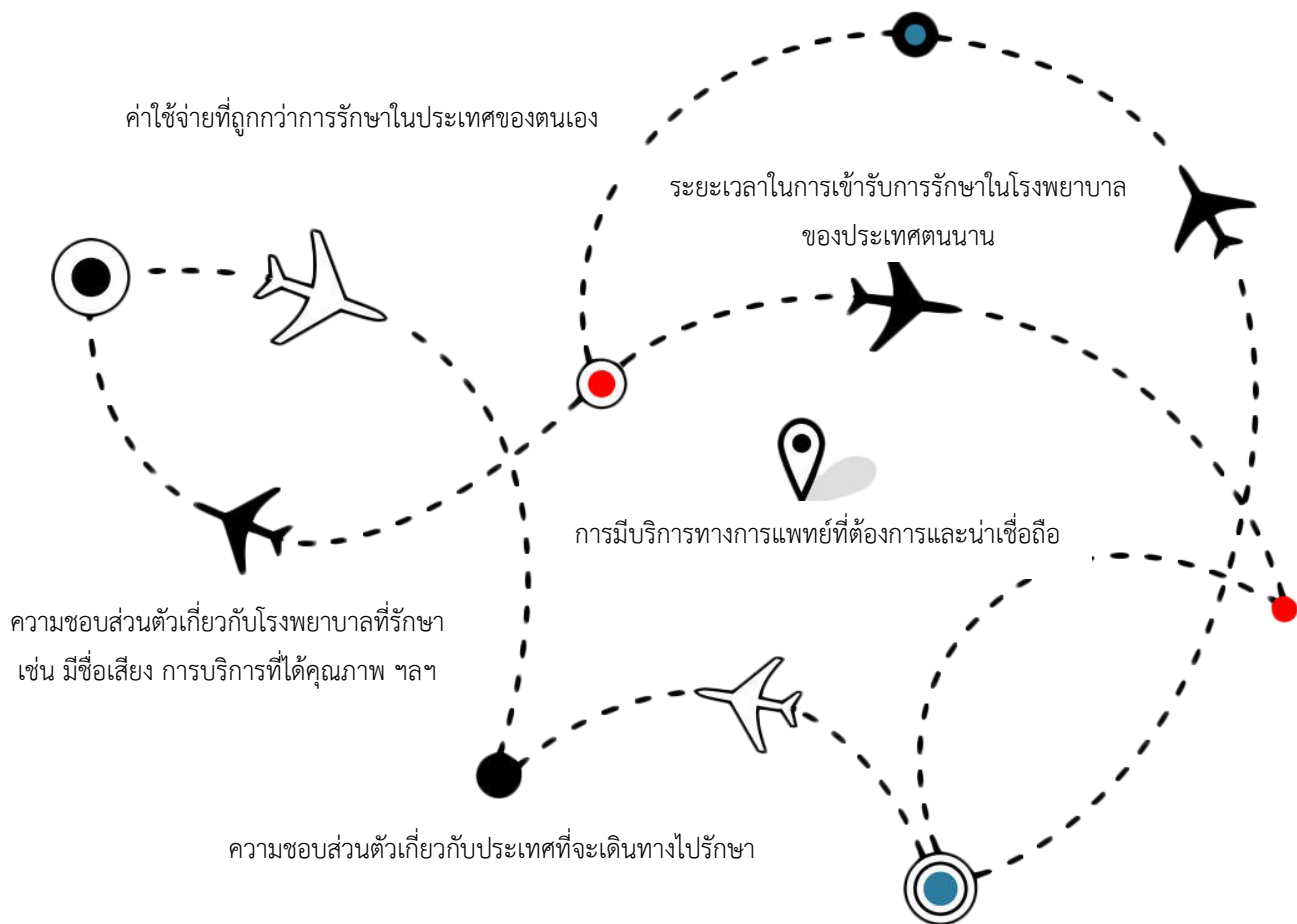 ค่าใช้จ่ายที่ถูกกว่าการรักษาในประเทศของตนเอง
ระยะเวลาในการเข้ารับการรักษาในโรงพยาบาล
ของประเทศตนนาน
การมีบริการทางการแพทย์ที่ต้องการและน่าเชื่อถือ
ความชอบส่วนตัวเกี่ยวกับโรงพยาบาลที่รักษา
เช่น มีชื่อเสียง การบริการที่ได้คุณภาพ ฯลฯ
ความชอบส่วนตัวเกี่ยวกับประเทศที่จะเดินทางไปรักษา